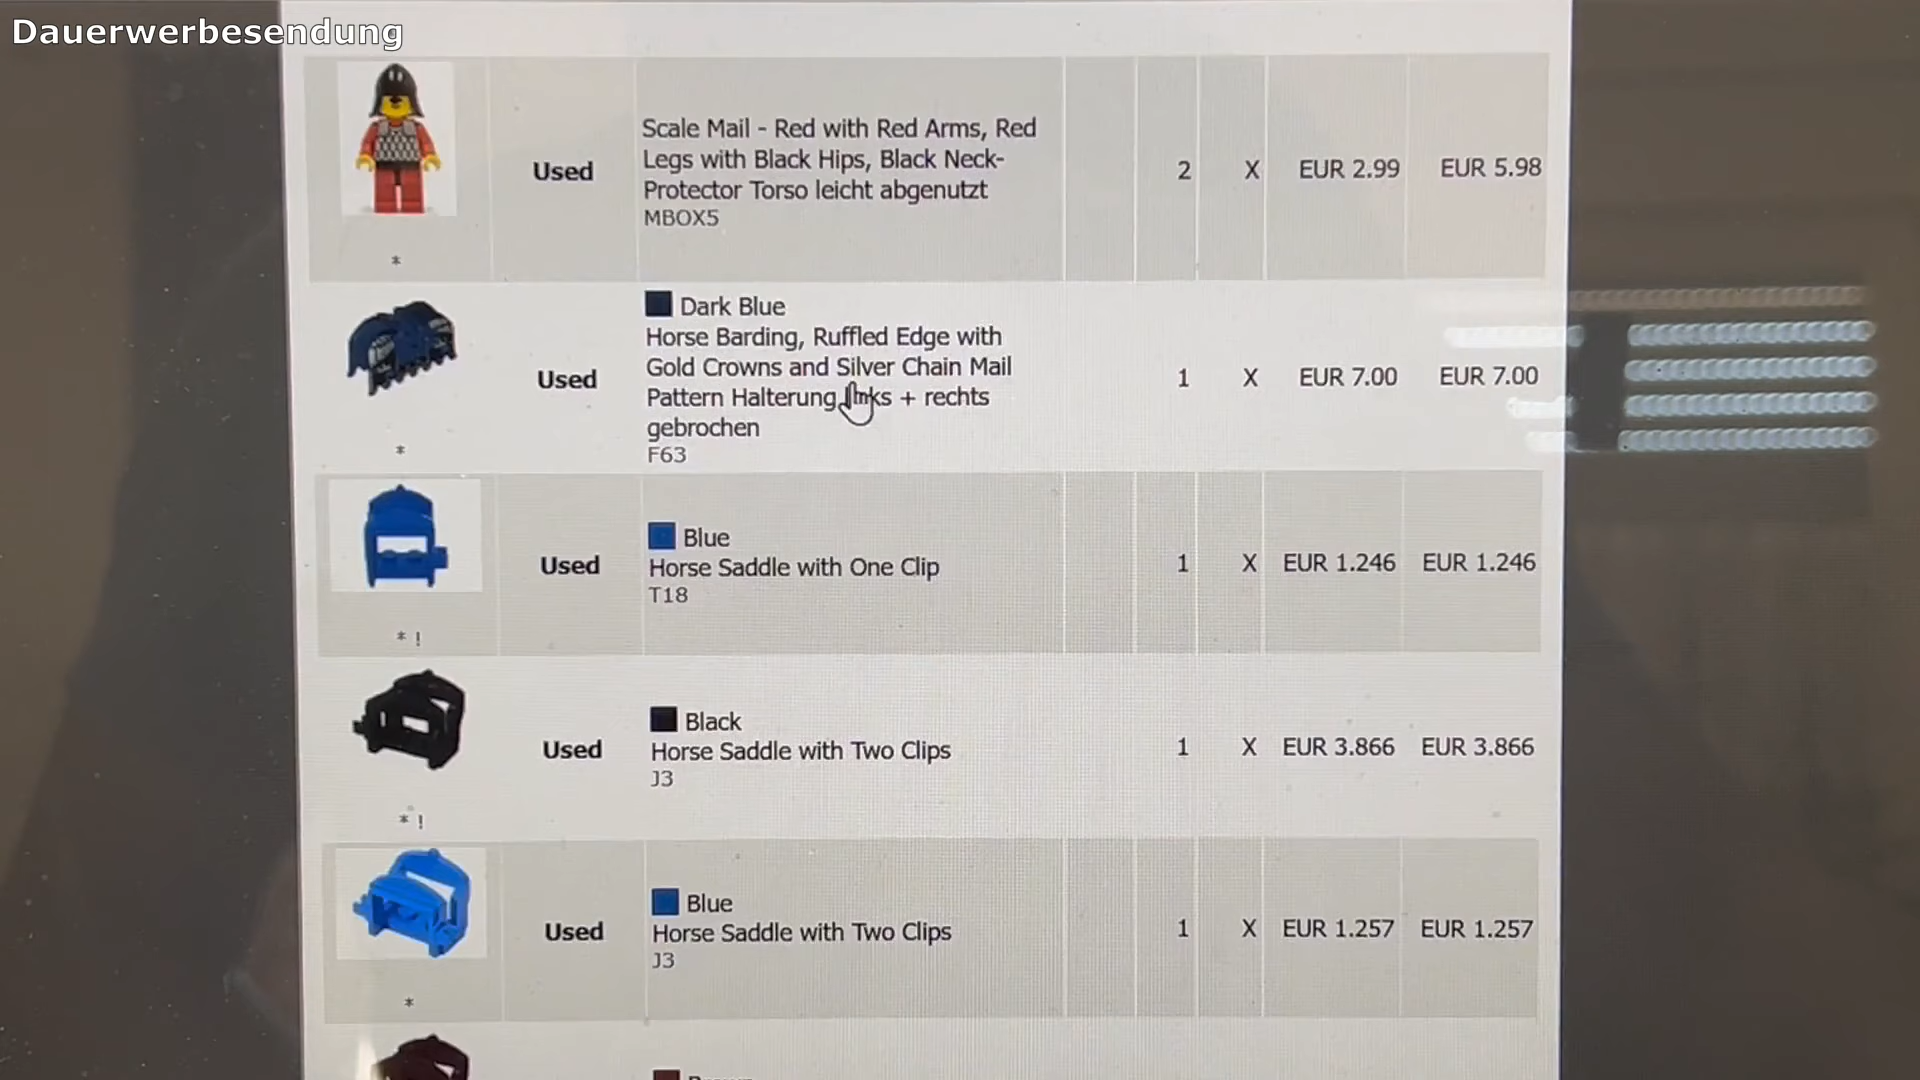 Dauerwerbesendung
Scale Mail - Red with Red Arms, Red
Used
Legs with Black Hips, Black Neck-
2 X EUR 2.99 EUR 5.98
Protector Torso leicht abgenutzt
MBOX5
*
Dark Blue
Horse Barding, Ruffled Edge with
Gold Crowns and Silver Chain Mail
Used
1 X EUR 7.00 EUR 7.00
Pattern Halterung links + rechts
gebrochen
F63
*
Blue
Used
Horse Saddle with One Clip
1 X EUR 1.246 EUR 1.246
T18
* !
Black
Used
Horse Saddle with Two Clips
1 X EUR 3.866 EUR 3.866
J3
* !
Blue
Used
Horse Saddle with Two Clips
1 X EUR 1.257 EUR 1.257
J3
*